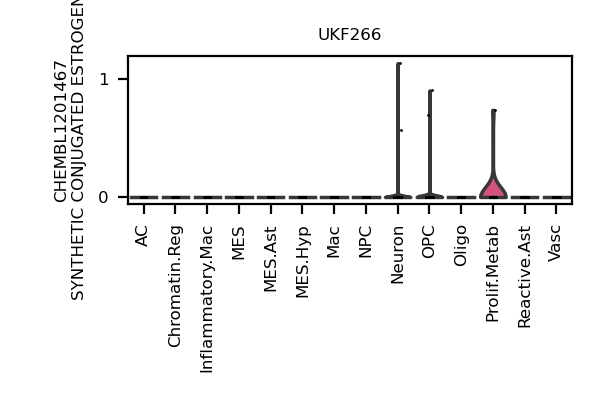 UKF266
CHEMBL1201467
SYNTHETIC CONJUGATED ESTROGEN
1
0
AC
Chromatin.Reg
Inflammatory.Mac
MES
MES.Ast
MES.Hyp
Mac
NPC
Neuron
OPC
Oligo
Prolif.Metab
Reactive.Ast
Vasc